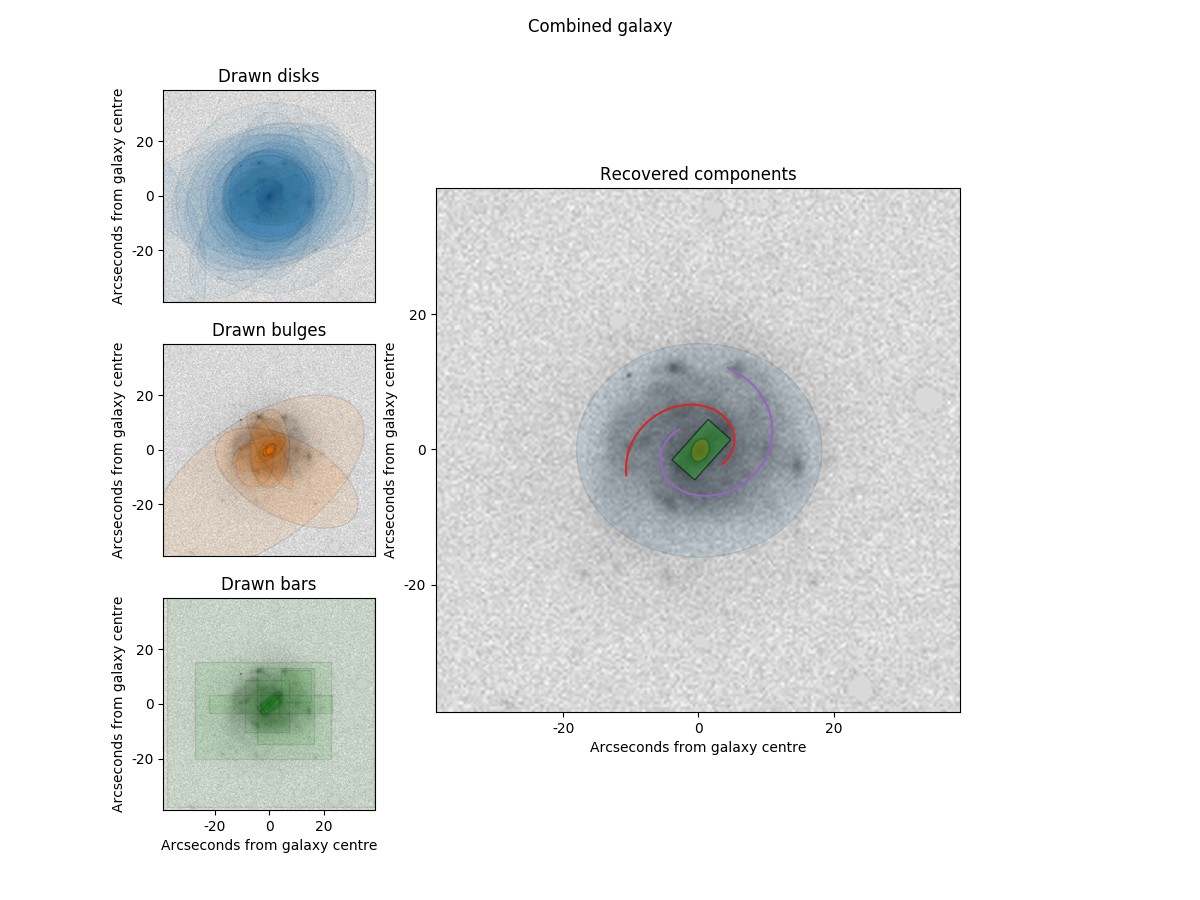 Combined galaxy
Drawn disks
Arcseconds from galaxy centre
20
0
-20
Drawn bulges
Arcseconds from galaxy centre
20
0
-20
Drawn bars
Arcseconds from galaxy centre
20
0
-20
-20 0 20
Arcseconds from galaxy centre
Recovered components
Arcseconds from galaxy centre
20
0
-20
-20 0 20
Arcseconds from galaxy centre